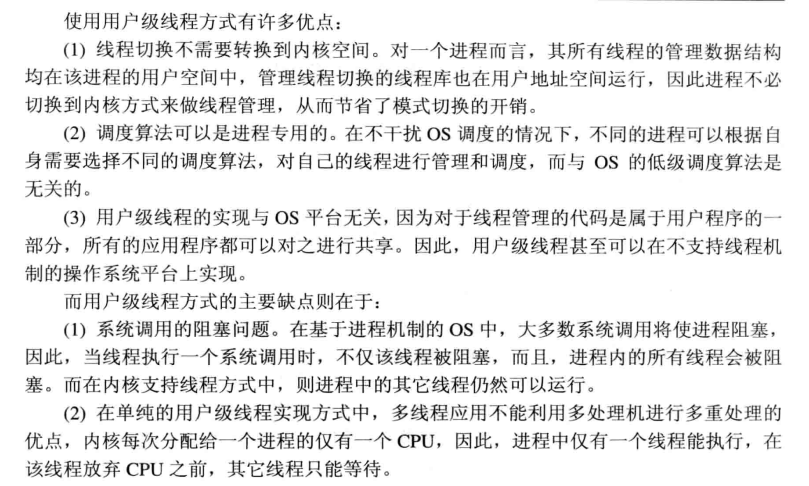 使用用户级线程方式有许多优点：
(1) 线程切换不需要转换到内核空间。对一个进程而言，其所有线程的管理数据结构
均在该进程的用户空间中，管理线程切换的线程库也在用户地址空间运行，因此进程不必
切换到内核方式来做线程管理，从而节省了模式切换的开销。
(2) 调度算法可以是进程专用的。在不干扰 OS 调度的情况下，不同的进程可以根据自
身需要选择不同的调度算法，对自己的线程进行管理和调度，而与 OS 的低级调度算法是
无关的。
(3) 用户级线程的实现与 OS 平台无关，因为对于线程管理的代码是属于用户程序的一
部分，所有的应用程序都可以对之进行共享。因此，用户级线程甚至可以在不支持线程机
制的操作系统平台上实现。
而用户级线程方式的主要缺点则在于：
(1) 系统调用的阻塞问题。在基于进程机制的 OS 中，大多数系统调用将使进程阻塞，
因此，当线程执行一个系统调用时，不仅该线程被阻塞，而且，进程内的所有线程会被阻
塞。而在内核支持线程方式中，则进程中的其它线程仍然可以运行。
(2) 在单纯的用户级线程实现方式中，多线程应用不能利用多处理机进行多重处理的
优点，内核每次分配给一个进程的仅有一个 CPU，因此，进程中仅有一个线程能执行，在
该线程放弃 CPU 之前，其它线程只能等待。